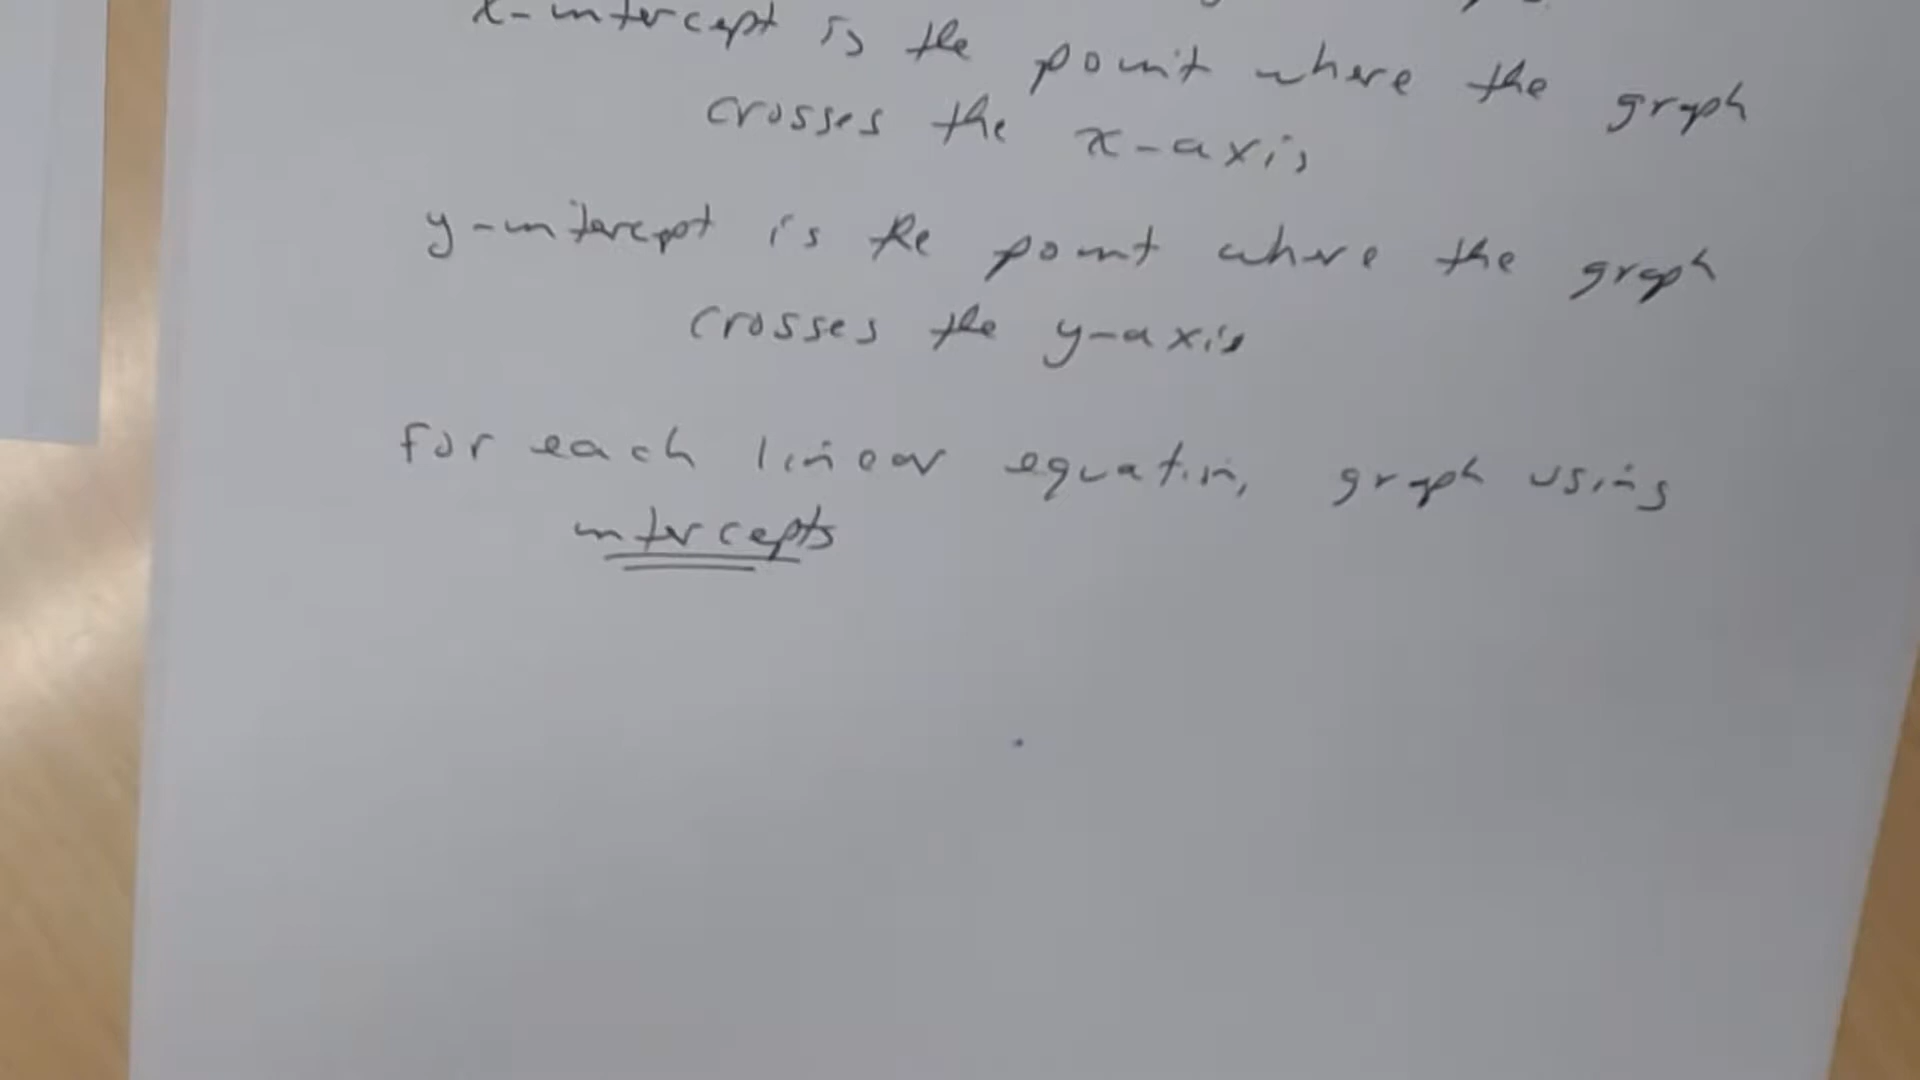 x-intercept is the point where the graph
crosses the x-axis
y-intercept is the point where the graph
crosses the y-axis
For each linear equation, graph using
intercepts